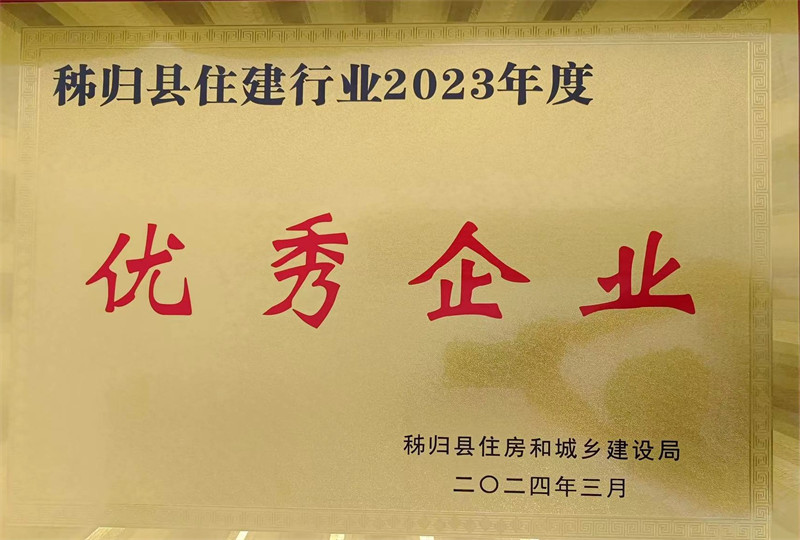 秭归县住建行业2023年度
优秀企业
秭归县住房和城乡建设局
二〇二四年三月